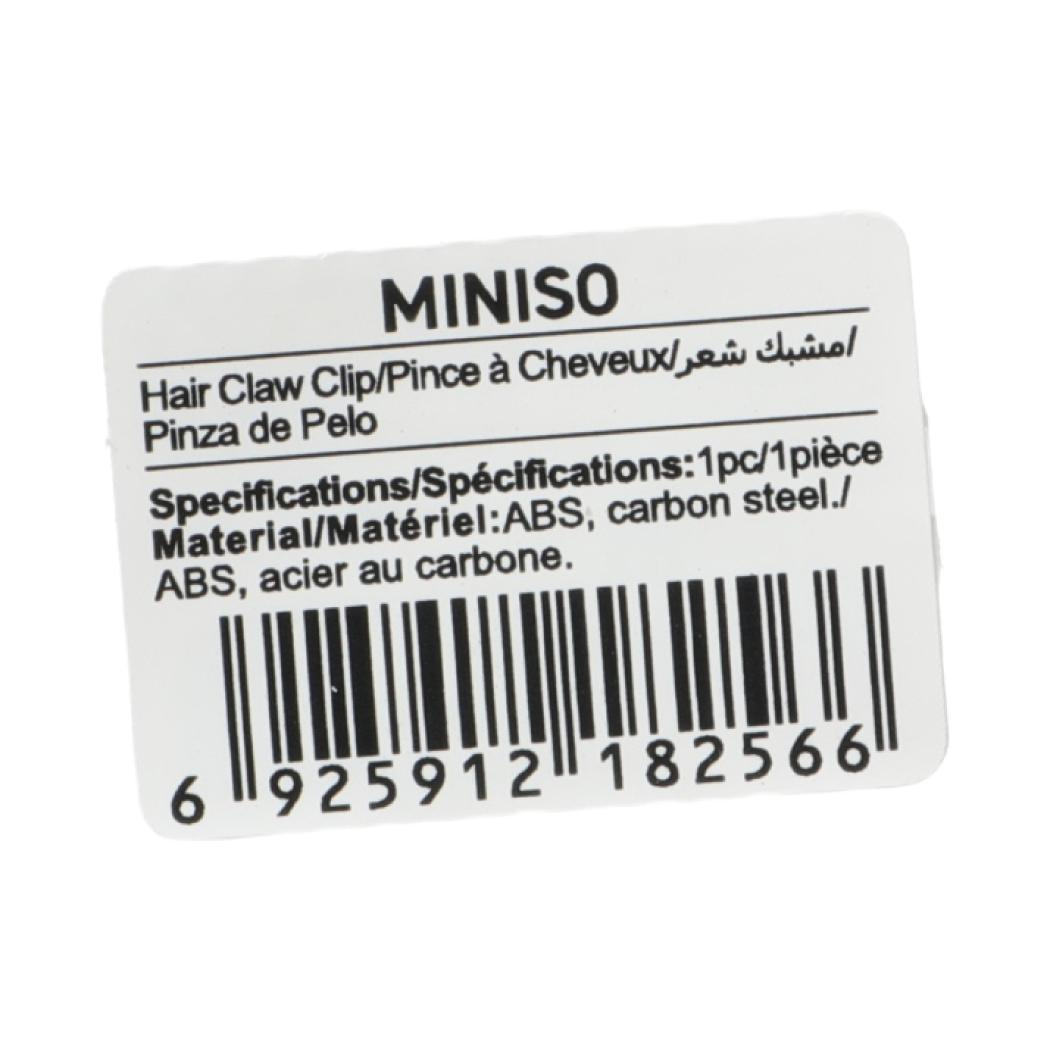 MINISO
Hair Claw Clip/Pince à Cheveux/مشبك شعر/
Pinza de Pelo
Specifications/Spécifications:1pc/1pièce
Material/Matériel:ABS, carbon steel./
ABS, acier au carbone.
6 925912 182566